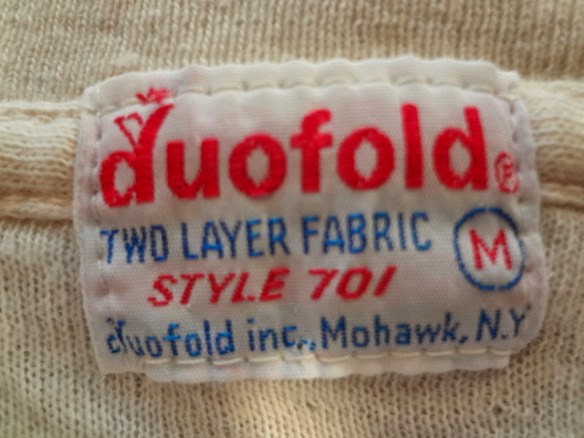 duofold®
TWO LAYER FABRIC
M
STYLE 701
duofold inc., Mohawk, N.Y